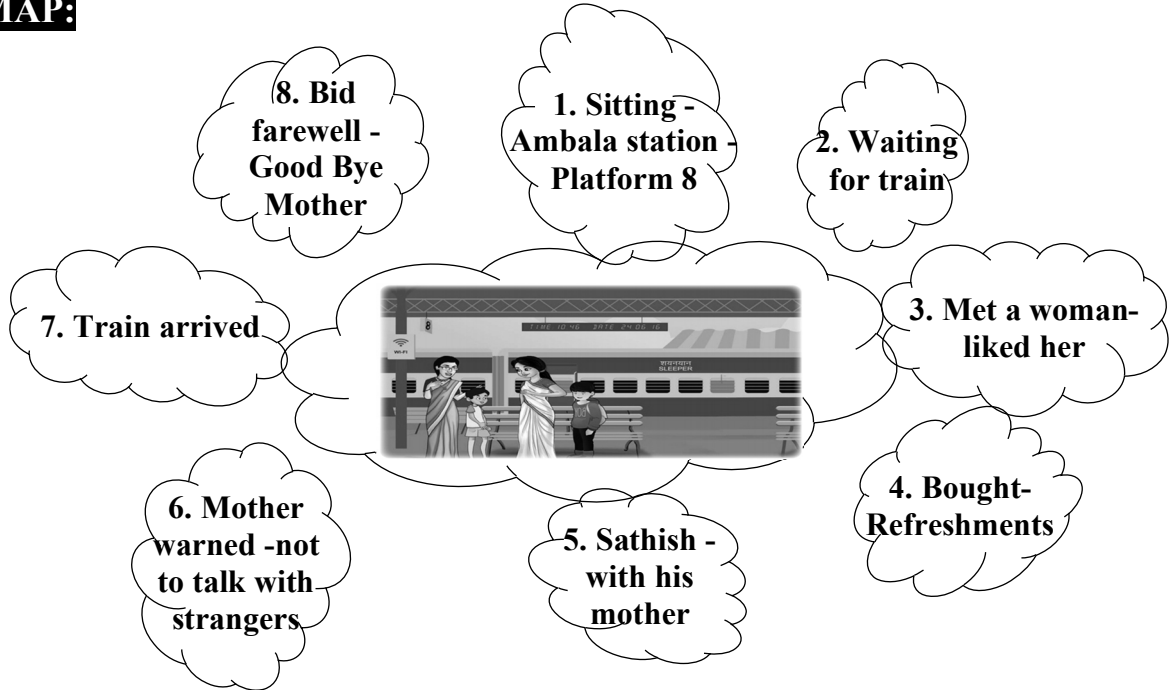 MAP:
8. Bid
farewell -
Good Bye
Mother
1. Sitting -
Ambala station -
Platform 8
2. Waiting
for train
7. Train arrived
3. Met a woman-
liked her
8
WI-FI
TIME 10:46 DATE 24.06.16
शयनयान
SLEEPER
6. Mother
warned -not
to talk with
strangers
5. Sathish -
with his
mother
4. Bought-
Refreshments